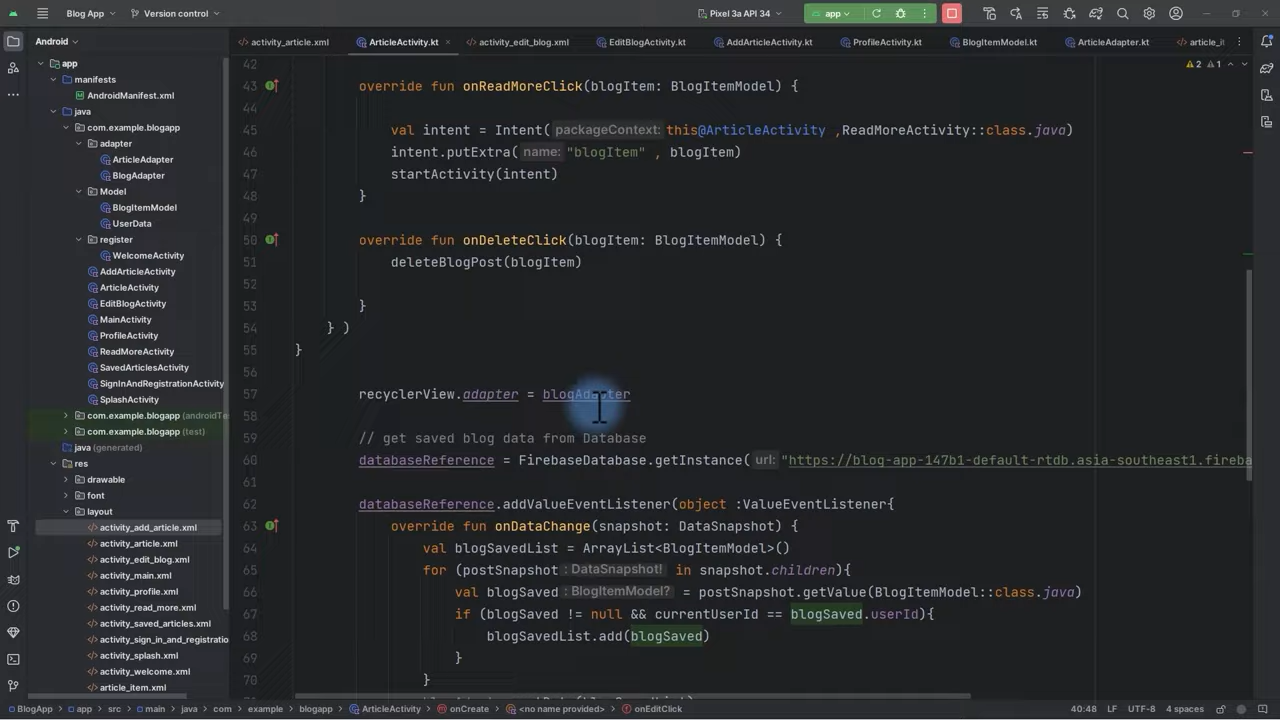 Blog App
Version control
Pixel 3a API 34
app
Android
activity_article.xml
ArticleActivity.kt
activity_edit_blog.xml
EditBlogActivity.kt
AddArticleActivity.kt
ProfileActivity.kt
BlogItemModel.kt
ArticleAdapter.kt
article_i
app
manifests
AndroidManifest.xml
java
com.example.blogapp
adapter
ArticleAdapter
BlogAdapter
Model
BlogItemModel
UserData
register
WelcomeActivity
AddArticleActivity
ArticleActivity
EditBlogActivity
MainActivity
ProfileActivity
ReadMoreActivity
SavedArticlesActivity
SignInAndRegistrationActivity
SplashActivity
com.example.blogapp (androidTe
com.example.blogapp (test)
java (generated)
res
drawable
font
layout
activity_add_article.xml
activity_article.xml
activity_edit_blog.xml
activity_main.xml
activity_profile.xml
activity_read_more.xml
activity_saved_articles.xml
activity_sign_in_and_registratio
activity_splash.xml
activity_welcome.xml
article_item.xml
2 1
42
43 override fun onReadMoreClick(blogItem: BlogItemModel) {
44
45 val intent = Intent( packageContext: this@ArticleActivity ,ReadMoreActivity::class.java)
46 intent.putExtra( name: "blogItem" , blogItem)
47 startActivity(intent)
48 }
49
50 override fun onDeleteClick(blogItem: BlogItemModel) {
51 deleteBlogPost(blogItem)
52
53 }
54 } )
55 }
56
57 recyclerView.adapter = blogAdapter
58
59 // get saved blog data from Database
60 databaseReference = FirebaseDatabase.getInstance( url: "https://blog-app-147b1-default-rtdb.asia-southeast1.fireba
61
62 databaseReference.addValueEventListener(object :ValueEventListener{
63 override fun onDataChange(snapshot: DataSnapshot) {
64 val blogSavedList = ArrayList<BlogItemModel>()
65 for (postSnapshot : DataSnapshot! in snapshot.children){
66 val blogSaved : BlogItemModel? = postSnapshot.getValue(BlogItemModel::class.java)
67 if (blogSaved != null && currentUserId == blogSaved.userId){
68 blogSavedList.add(blogSaved)
69 }
70 }
BlogApp
app
src
main
java
com
example
blogapp
ArticleActivity
onCreate
<no name provided>
onEditClick
40:48
LF
UTF-8
4 spaces